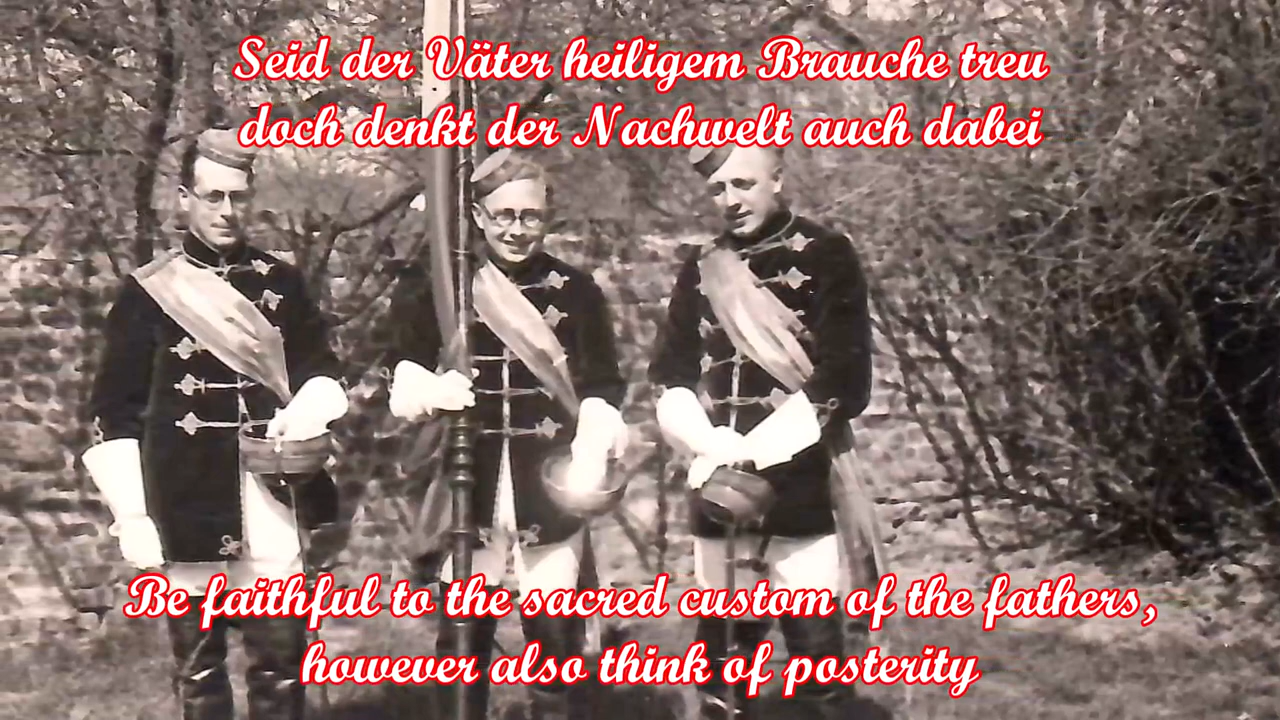 Seid der Väter heiligem Brauche treu
doch denkt der Nachwelt auch dabei
Be faithful to the sacred custom of the fathers,
however also think of posterity